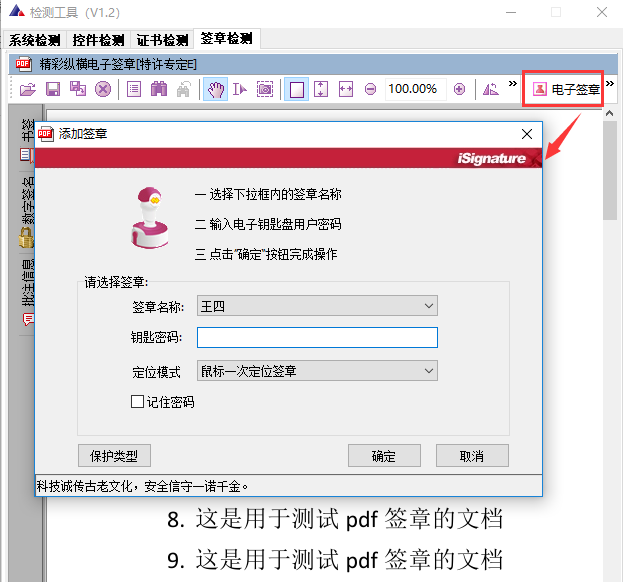 检测工具 (V1.2)
系统检测 控件检测 证书检测 签章检测
PDF 精彩纵横电子签章[特许专定E]
100.00% » 电子签章 »
书签
数字签名
批注信息
PDF 添加签章
iSignature
一 选择下拉框内的签章名称
二 输入电子钥匙盘用户密码
三 点击"确定"按钮完成操作
请选择签章:
签章名称: 王四
钥匙密码:
定位模式 鼠标一次定位签章
记住密码
保护类型 确定 取消
科技诚传古老文化，安全信守一诺千金。
8. 这是用于测试 pdf 签章的文档
9. 这是用于测试 pdf 签章的文档